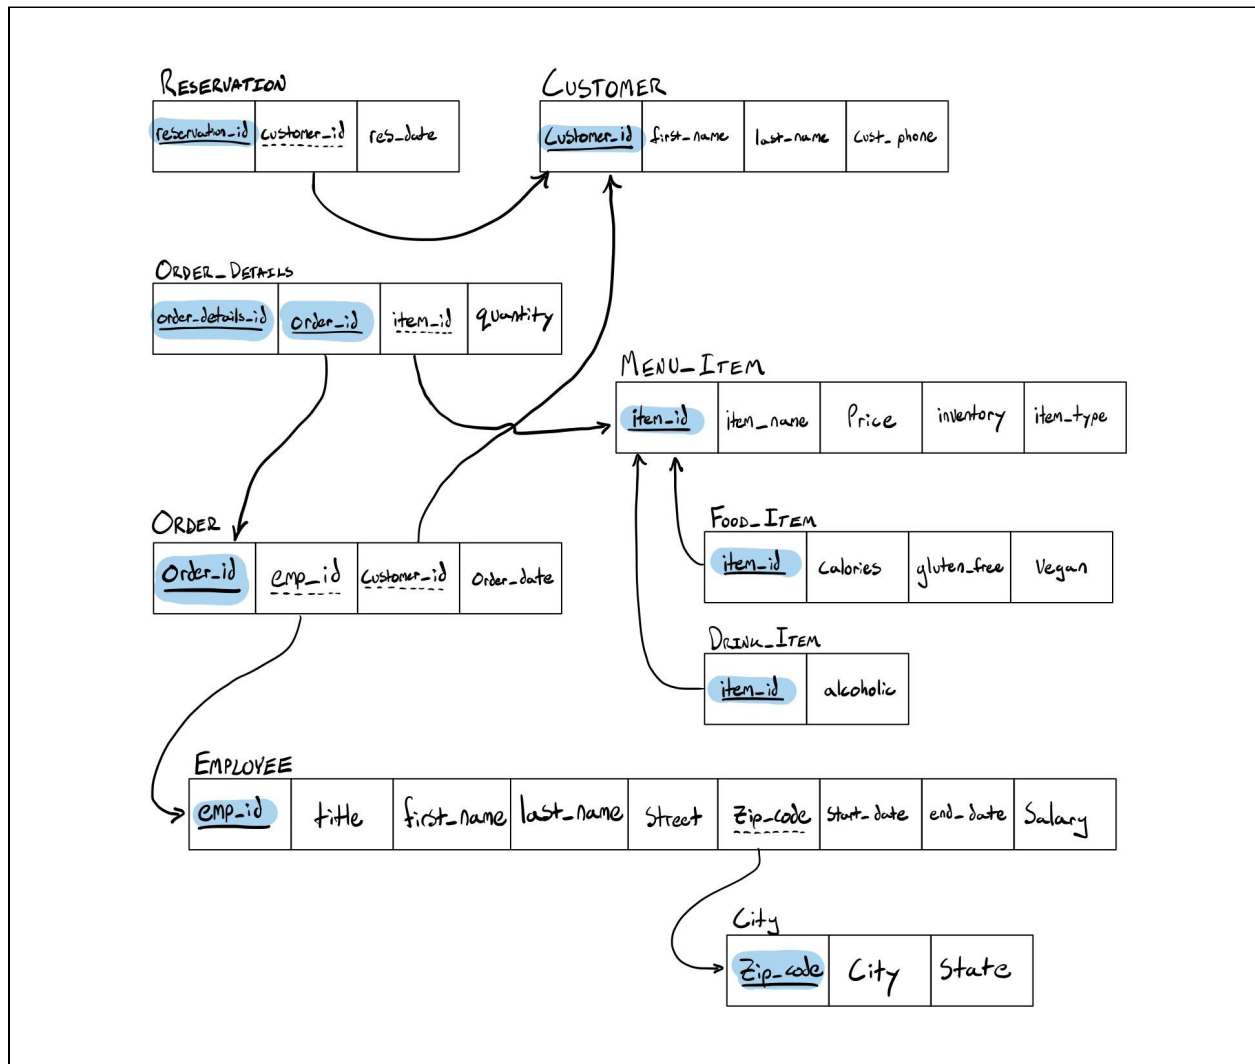 RESERVATION
reservation_id customer_id res_date
CUSTOMER
Customer_id first_name last_name cust_phone
ORDER_DETAILS
order_details_id order_id item_id quantity
MENU_ITEM
item_id item_name Price inventory item_type
FOOD_ITEM
item_id calories gluten_free Vegan
ORDER
Order_id emp_id Customer_id Order_date
DRINK_ITEM
item_id alcoholic
EMPLOYEE
emp_id title first_name last_name Street Zip_code start_date end_date Salary
City
Zip_code City State